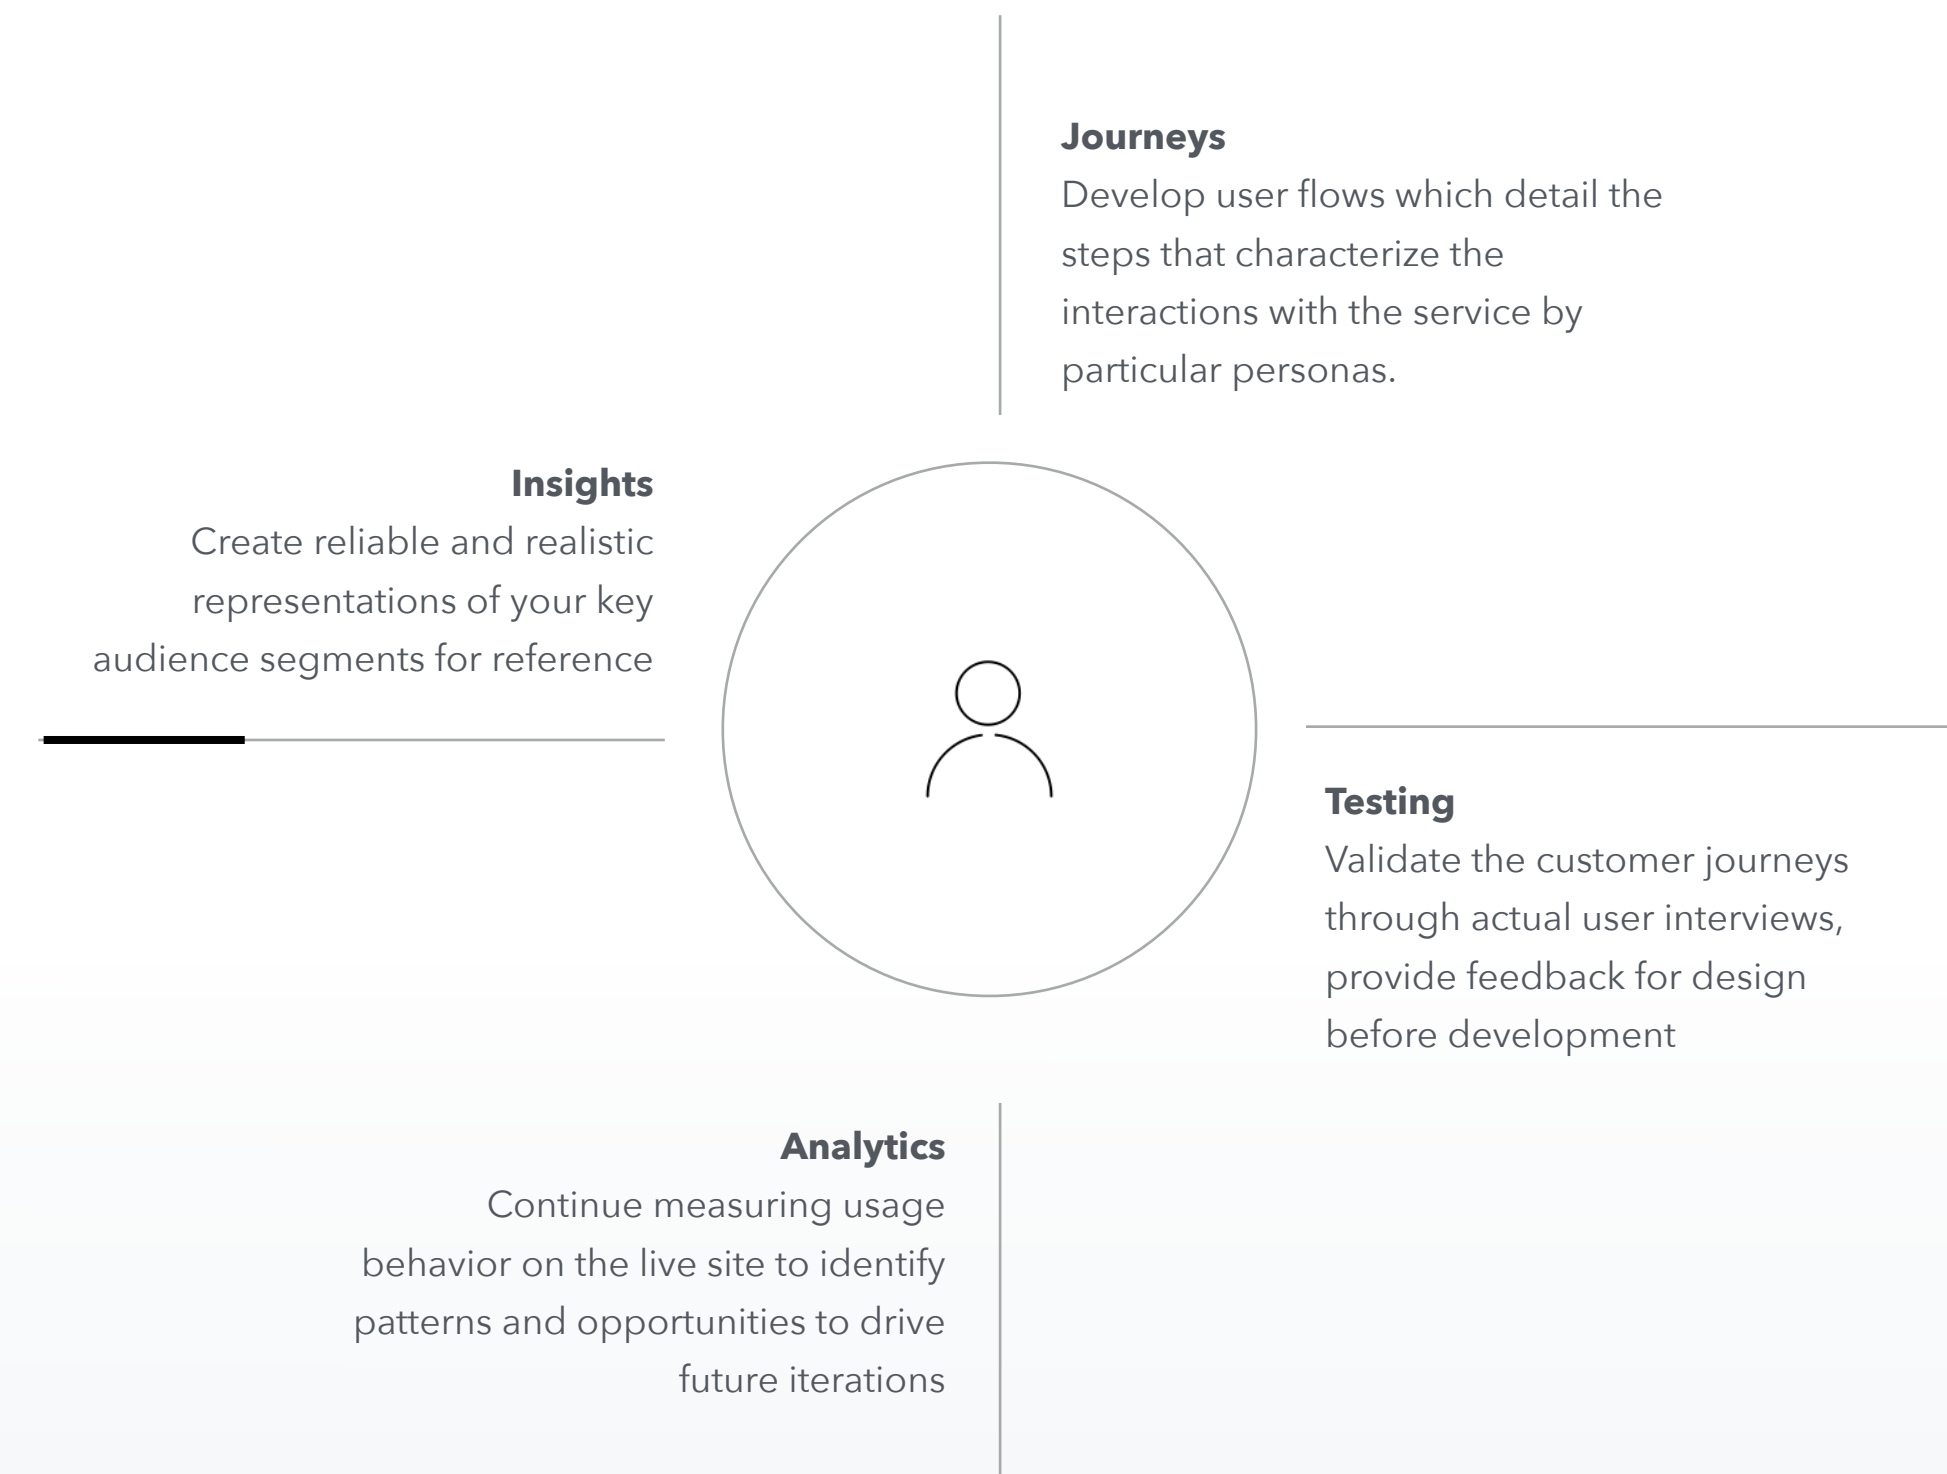 Journeys
Develop user flows which detail the
steps that characterize the
interactions with the service by
particular personas.
Insights
Create reliable and realistic
representations of your key
audience segments for reference
Testing
Validate the customer journeys
through actual user interviews,
provide feedback for design
before development
Analytics
Continue measuring usage
behavior on the live site to identify
patterns and opportunities to drive
future iterations